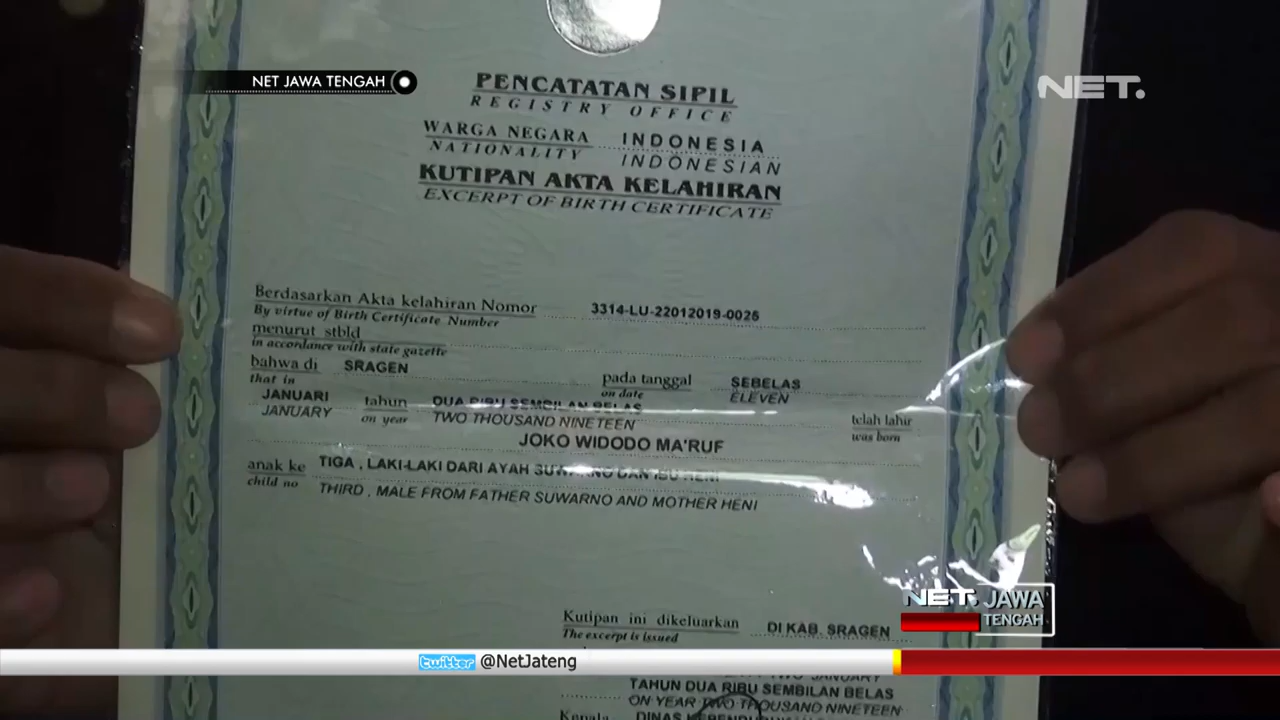 NET JAWA TENGAH
NET.
PENCATATAN SIPIL
REGISTRY OFFICE
WARGA NEGARA INDONESIA
NATIONALITY INDONESIAN
KUTIPAN AKTA KELAHIRAN
EXCERPT OF BIRTH CERTIFICATE
Berdasarkan Akta kelahiran Nomor 3314-LU-22012019-0026
By virtue of Birth Certificate Number
menurut stbld
in accordance with state gazette
bahwa di SRAGEN pada tanggal SEBELAS
that in on date ELEVEN
JANUARI tahun DUA RIBU SEMBILAN BELAS telah lahir
JANUARY on year TWO THOUSAND NINETEEN was born
JOKO WIDODO MA'RUF
anak ke TIGA , LAKI-LAKI DARI AYAH SUWARNO DAN IBU HENI
child no THIRD , MALE FROM FATHER SUWARNO AND MOTHER HENI
Kutipan ini dikeluarkan DI KAB. SRAGEN
The excerpt is issued
NET. JAWA
TENGAH
twitter @NetJateng
TWO JANUARY
TAHUN DUA RIBU SEMBILAN BELAS
ON YEAR TWO THOUSAND NINETEEN
Kepala DINAS